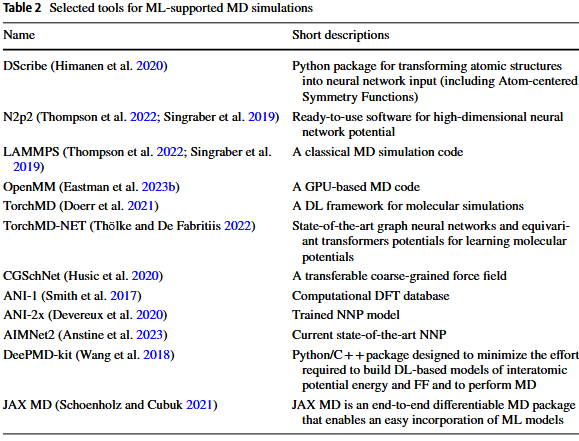 Table 2 Selected tools for ML-supported MD simulations
Name Short descriptions
DScribe (Himanen et al. 2020) Python package for transforming atomic structures
into neural network input (including Atom-centered
Symmetry Functions)
N2p2 (Thompson et al. 2022; Singraber et al. 2019) Ready-to-use software for high-dimensional neural
network potential
LAMMPS (Thompson et al. 2022; Singraber et al. A classical MD simulation code
2019)
OpenMM (Eastman et al. 2023b) A GPU-based MD code
TorchMD (Doerr et al. 2021) A DL framework for molecular simulations
TorchMD-NET (Thölke and De Fabritiis 2022) State-of-the-art graph neural networks and equivari-
ant transformers potentials for learning molecular
potentials
CGSchNet (Husic et al. 2020) A transferable coarse-grained force field
ANI-1 (Smith et al. 2017) Computational DFT database
ANI-2x (Devereux et al. 2020) Trained NNP model
AIMNet2 (Anstine et al. 2023) Current state-of-the-art NNP
DeePMD-kit (Wang et al. 2018) Python/C++package designed to minimize the effort
required to build DL-based models of interatomic
potential energy and FF and to perform MD
JAX MD (Schoenholz and Cubuk 2021) JAX MD is an end-to-end differentiable MD package
that enables an easy incorporation of ML models